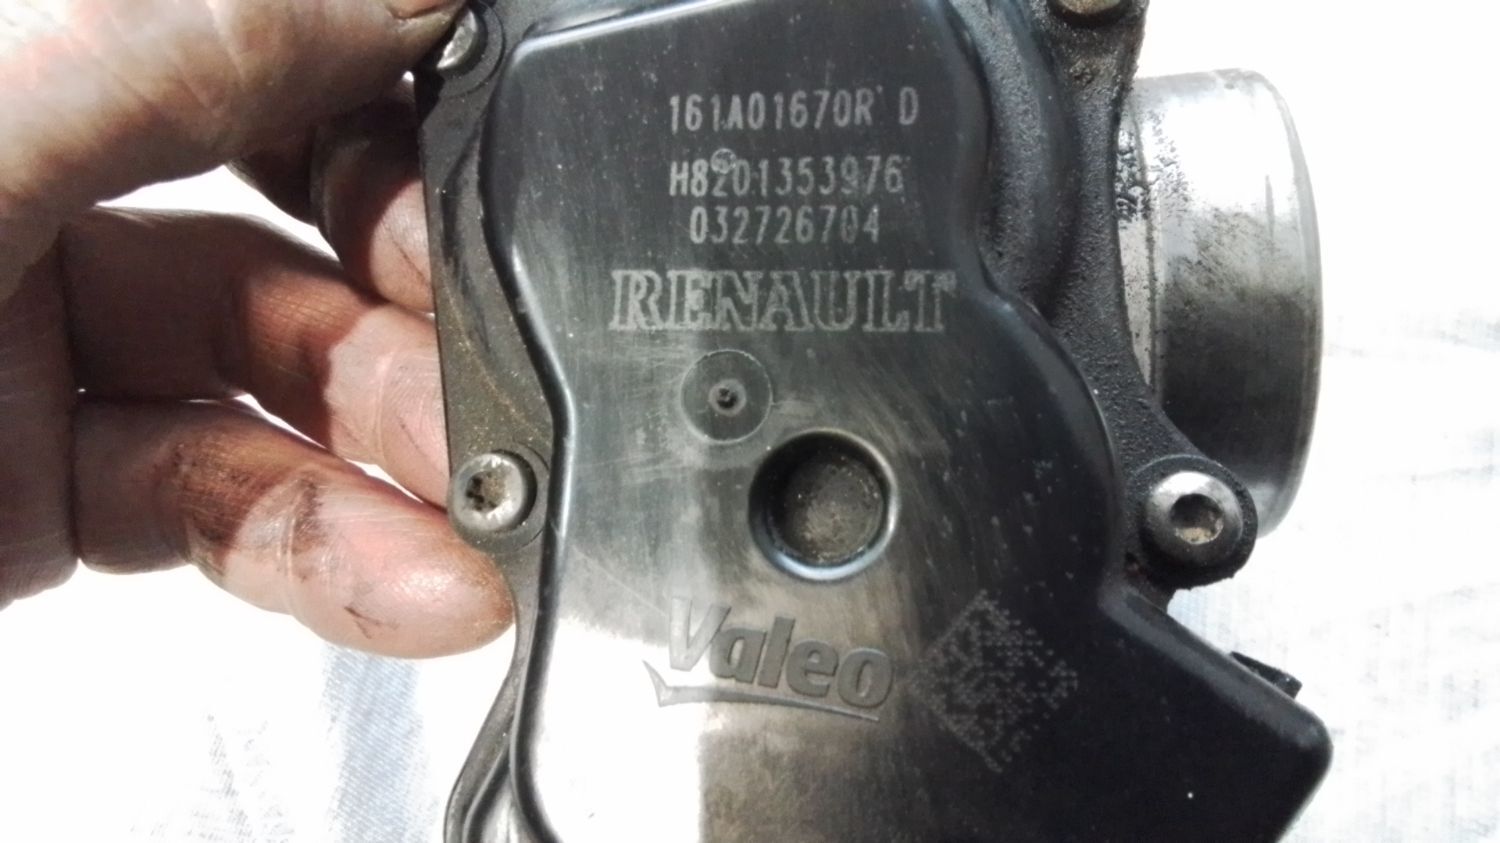 161A01670R D
H8201353976
032726704
RENAULT
Valeo